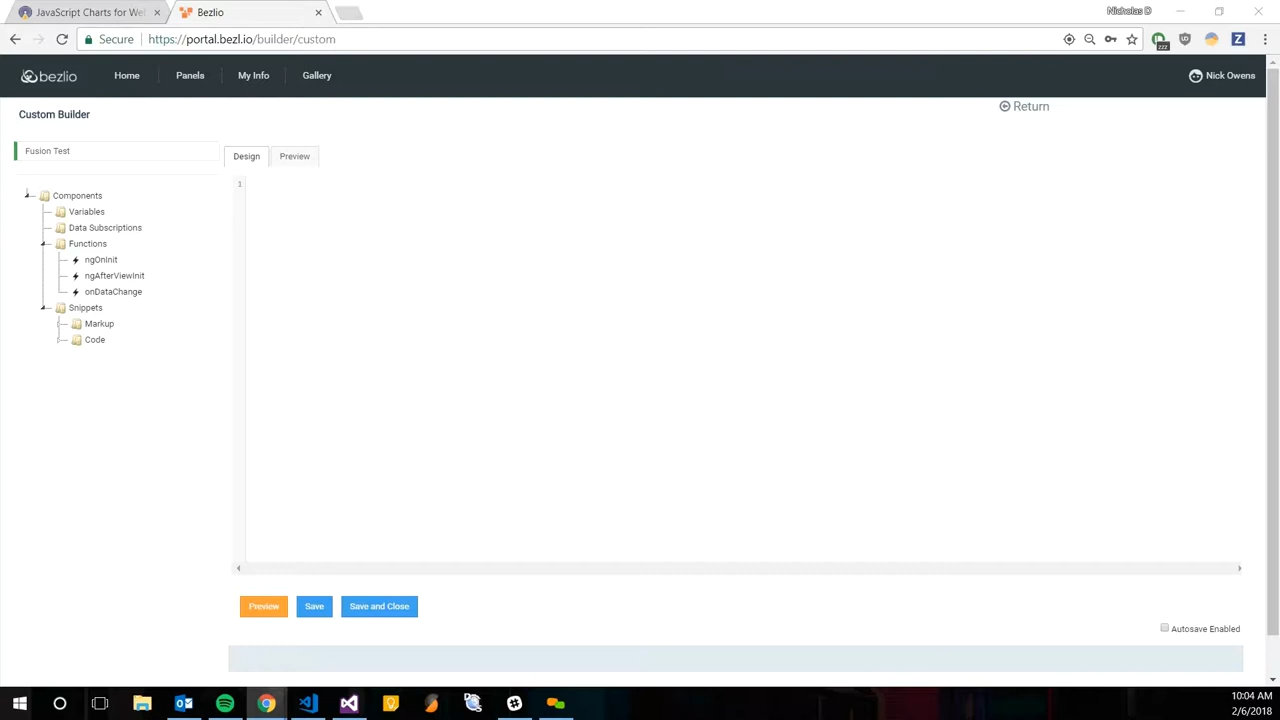 JavaScript Charts for Wel
Bezlio
Nicholas D
Secure
https://portal.bezl.io/builder/custom
bezlio
Home
Panels
My Info
Gallery
Nick Owens
Custom Builder
Return
Fusion Test
Design
Preview
1
Components
Variables
Data Subscriptions
Functions
ngOnInit
ngAfterViewInit
onDataChange
Snippets
Markup
Code
Preview
Save
Save and Close
Autosave Enabled
10:04 AM
2/6/2018